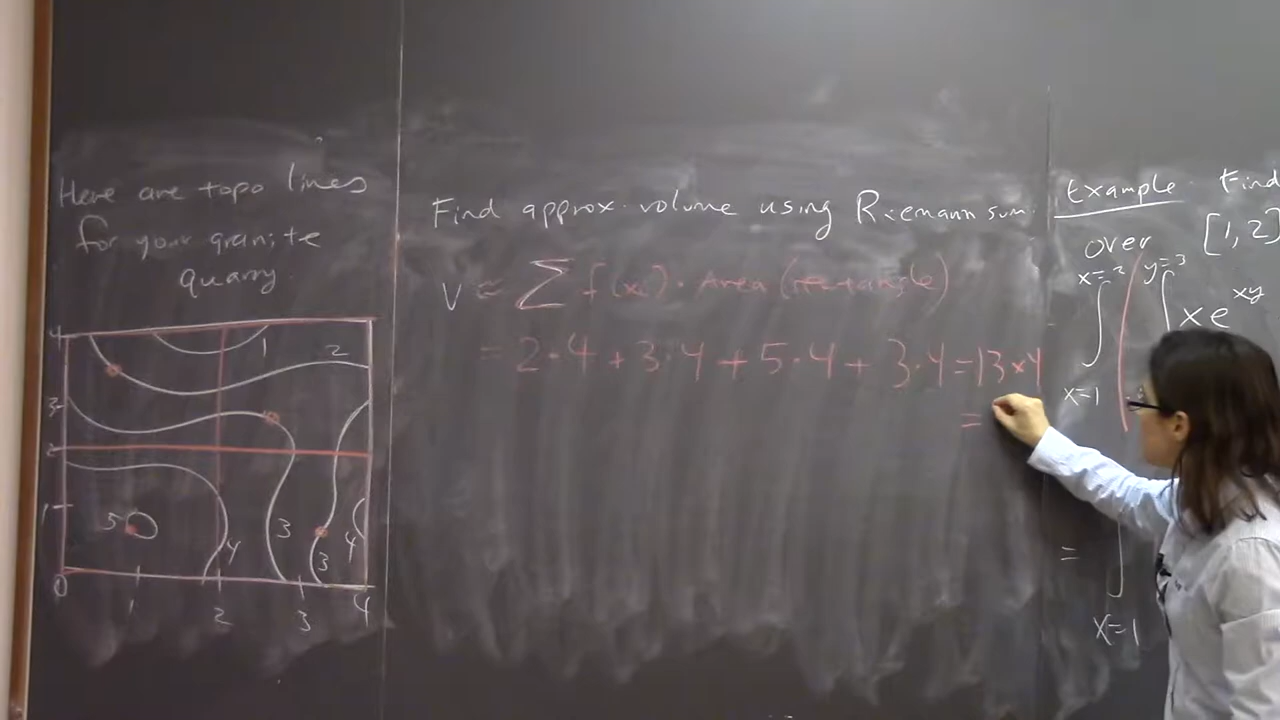 Here are topo lines
for your granite
quarry.
4
1
2
3
2
1
5
3
4
4
3
0
1
2
3
4
Find approx. volume using Riemann sum.
V ≈ ∑ f(xᵢ) · Area (rectangle)
= 2·4 + 3·4 + 5·4 + 3·4 = 13×4
=
Example. Find
over [1,2]
x=2 y=3
∫ ∫ xe^xy
x=1
= ∫
x=1